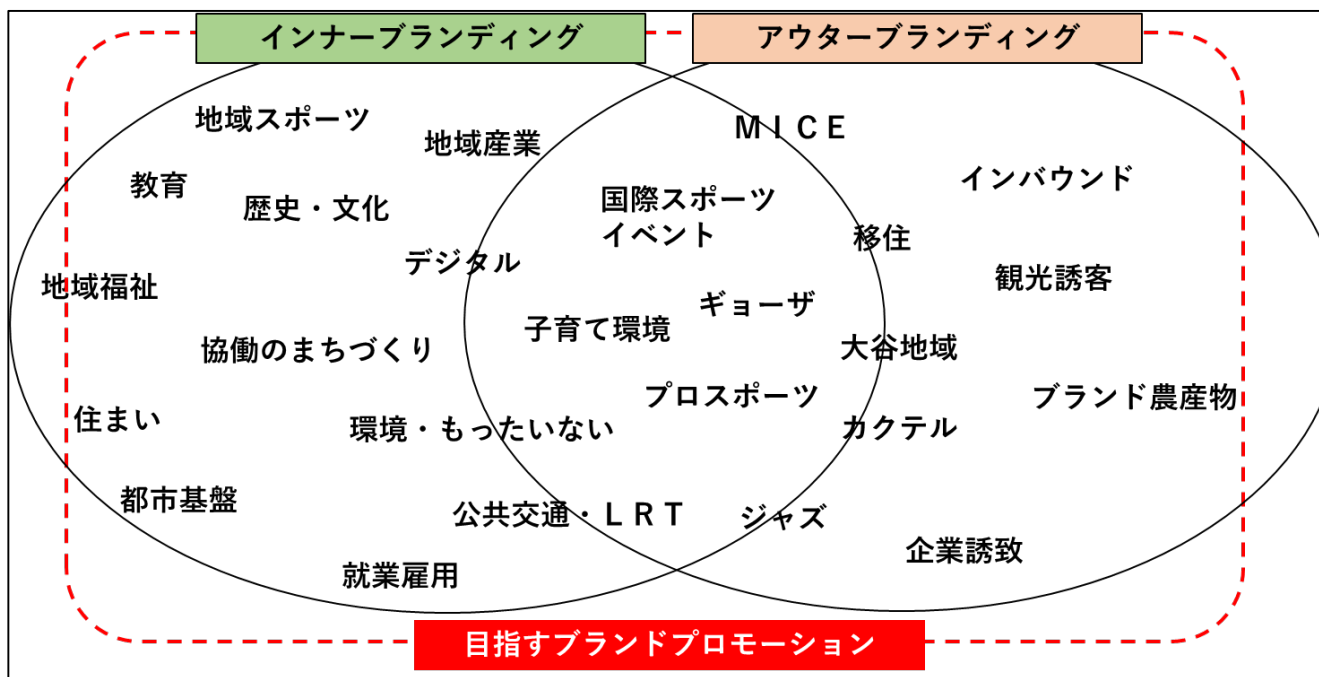 インナーブランディング
アウターブランディング
地域スポーツ
地域産業
ＭＩＣＥ
教育
歴史・文化
国際スポーツ
イベント
インバウンド
移住
デジタル
地域福祉
観光誘客
ギョーザ
子育て環境
協働のまちづくり
大谷地域
プロスポーツ
ブランド農産物
住まい
環境・もったいない
カクテル
都市基盤
公共交通・ＬＲＴ
ジャズ
企業誘致
就業雇用
目指すブランドプロモーション